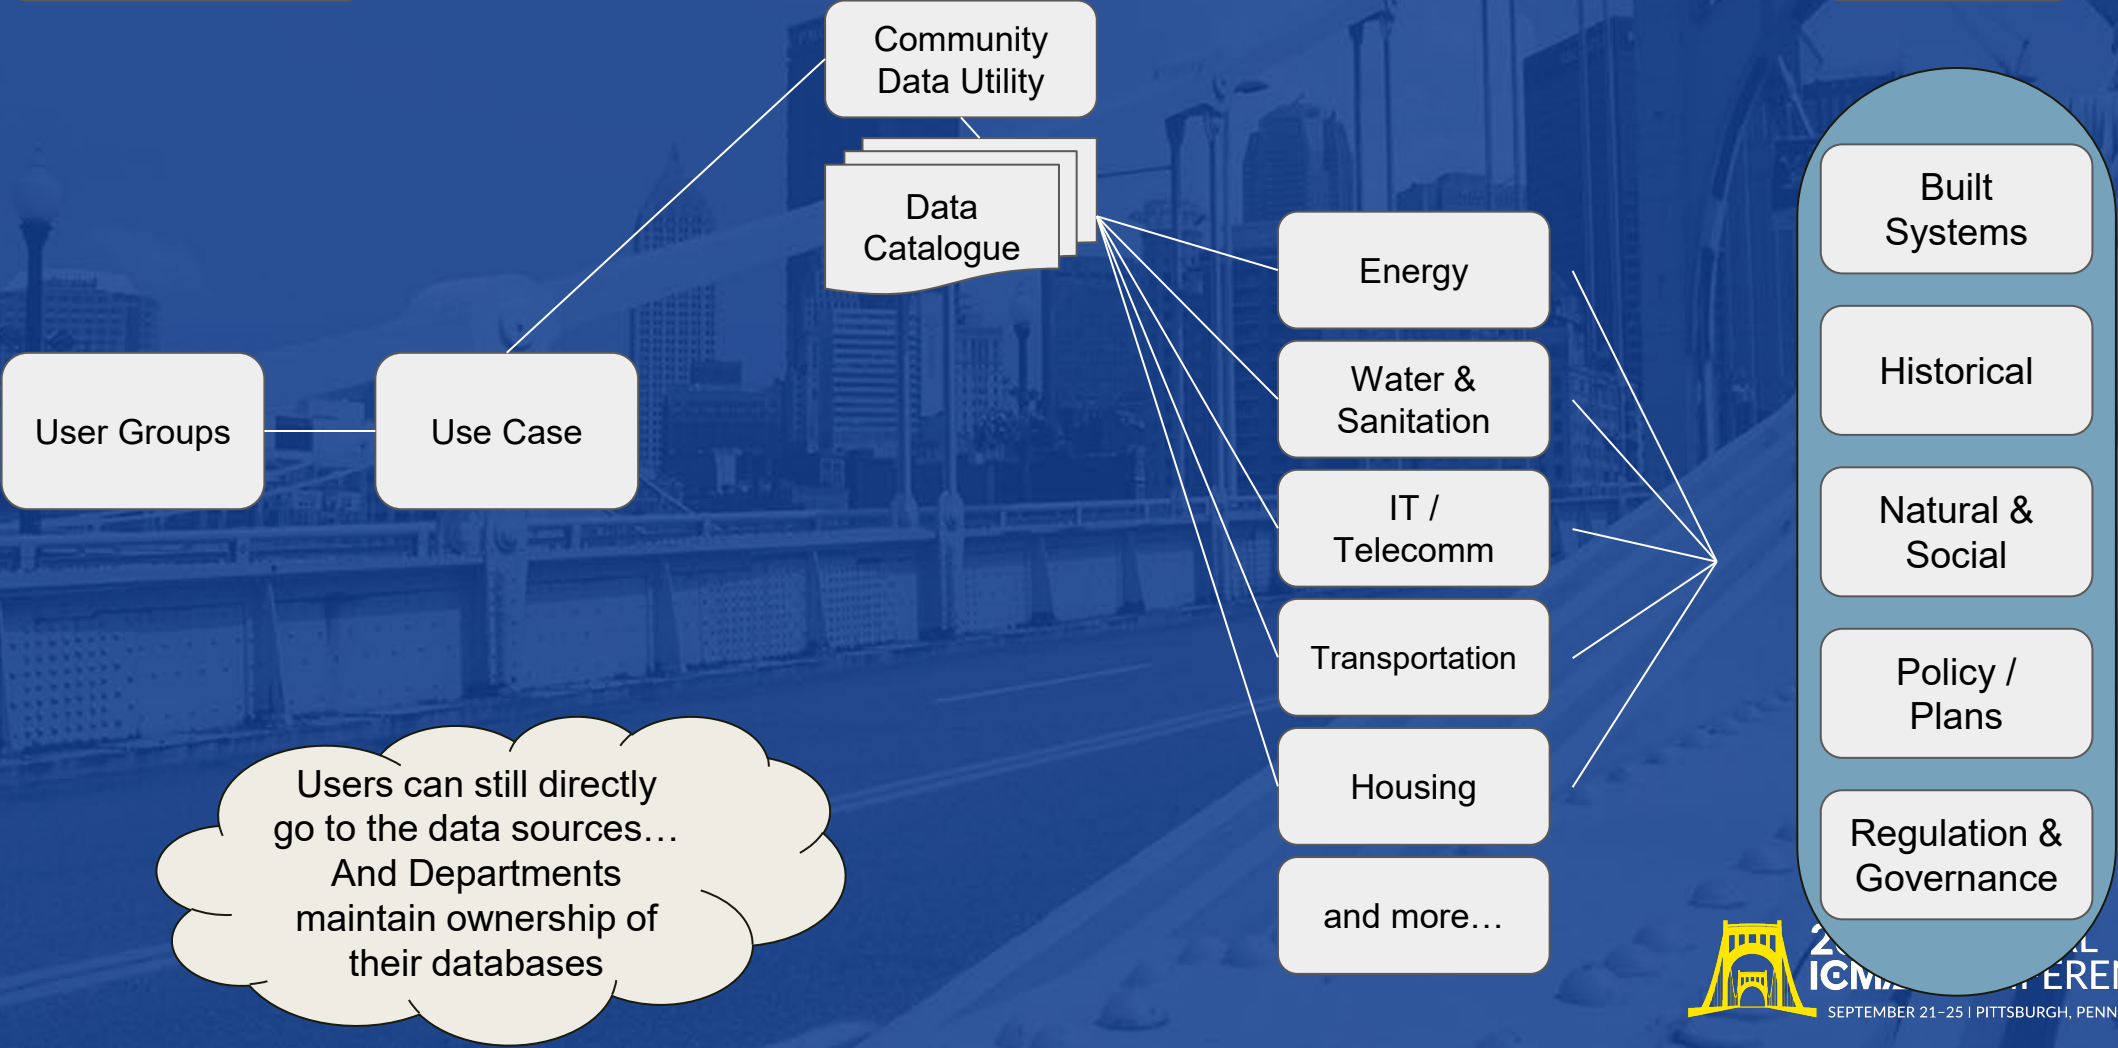 Community
Data Utility
Data
Catalogue
User Groups
Use Case
Energy
Water &
Sanitation
IT /
Telecomm
Transportation
Housing
and more…
Built
Systems
Historical
Natural &
Social
Policy /
Plans
Regulation &
Governance
Users can still directly
go to the data sources…
And Departments
maintain ownership of
their databases
SEPTEMBER 21-25 | PITTSBURGH,